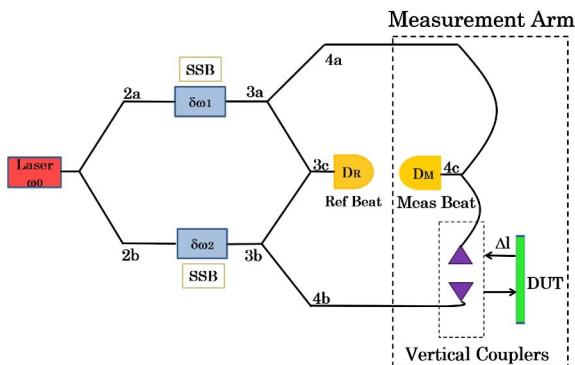 Measurement Arm
SSB
4a
2a
δω1
3a
Laser
ω0
3c
DR
DM
4c
Ref Beat
Meas Beat
2b
δω2
3b
SSB
Δl
DUT
4b
Vertical Couplers